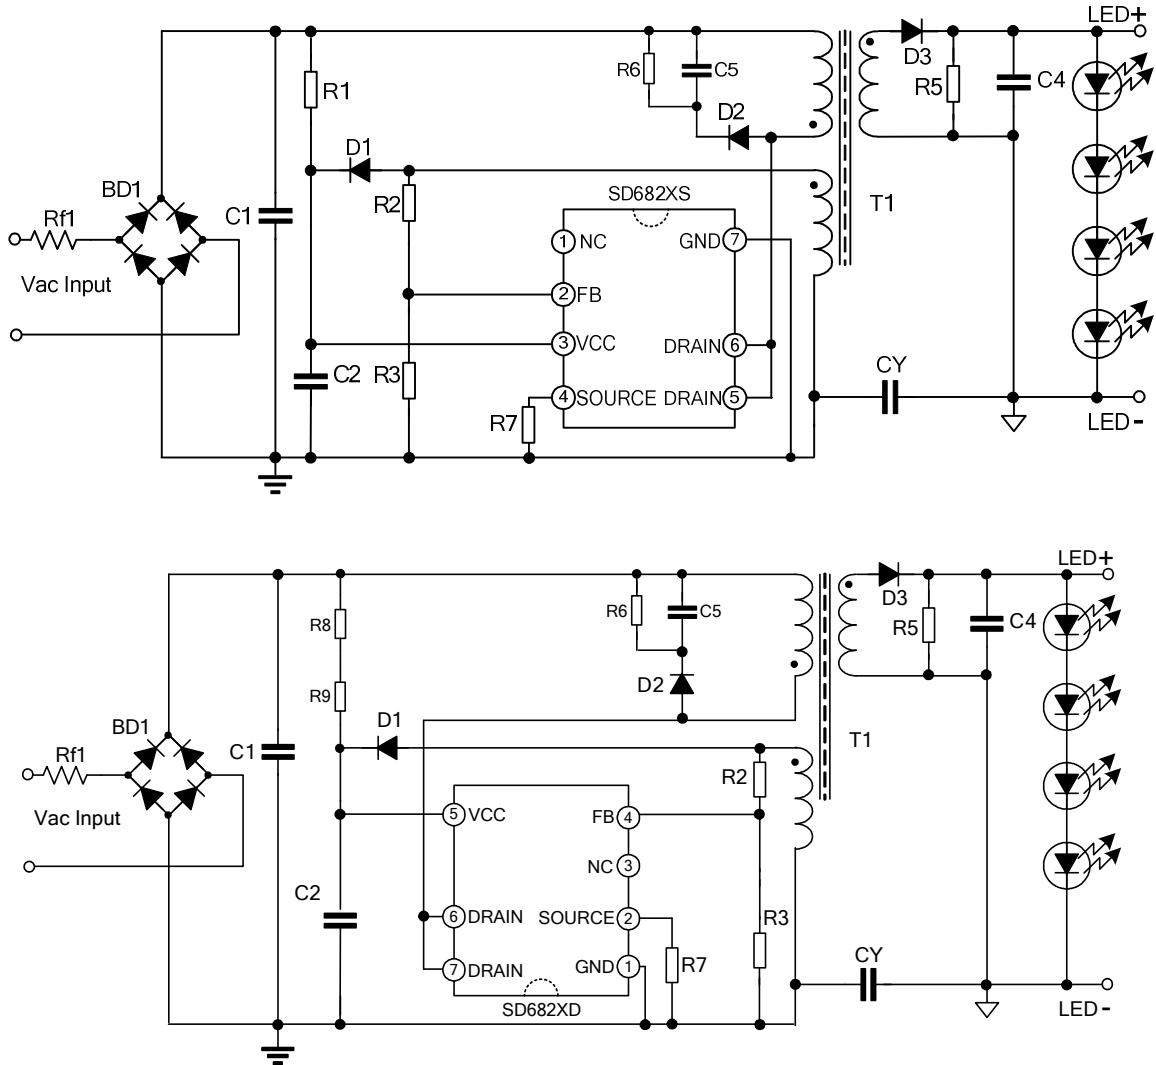 LED+
D3
R6
C5
R1
R5
C4
D2
D1
BD1
SD682XS
R2
C1
T1
Rf1
1 NC
GND 7
Vac Input
2 FB
3 VCC
DRAIN 6
CY
C2
R3
4 SOURCE DRAIN 5
R7
LED-
LED+
D3
R6
C5
R8
R5
C4
D2
R9
BD1
D1
C1
T1
Rf1
R2
Vac Input
5 VCC
FB 4
NC 3
C2
6 DRAIN
SOURCE 2
R3
CY
7 DRAIN
GND 1
R7
SD682XD
LED-